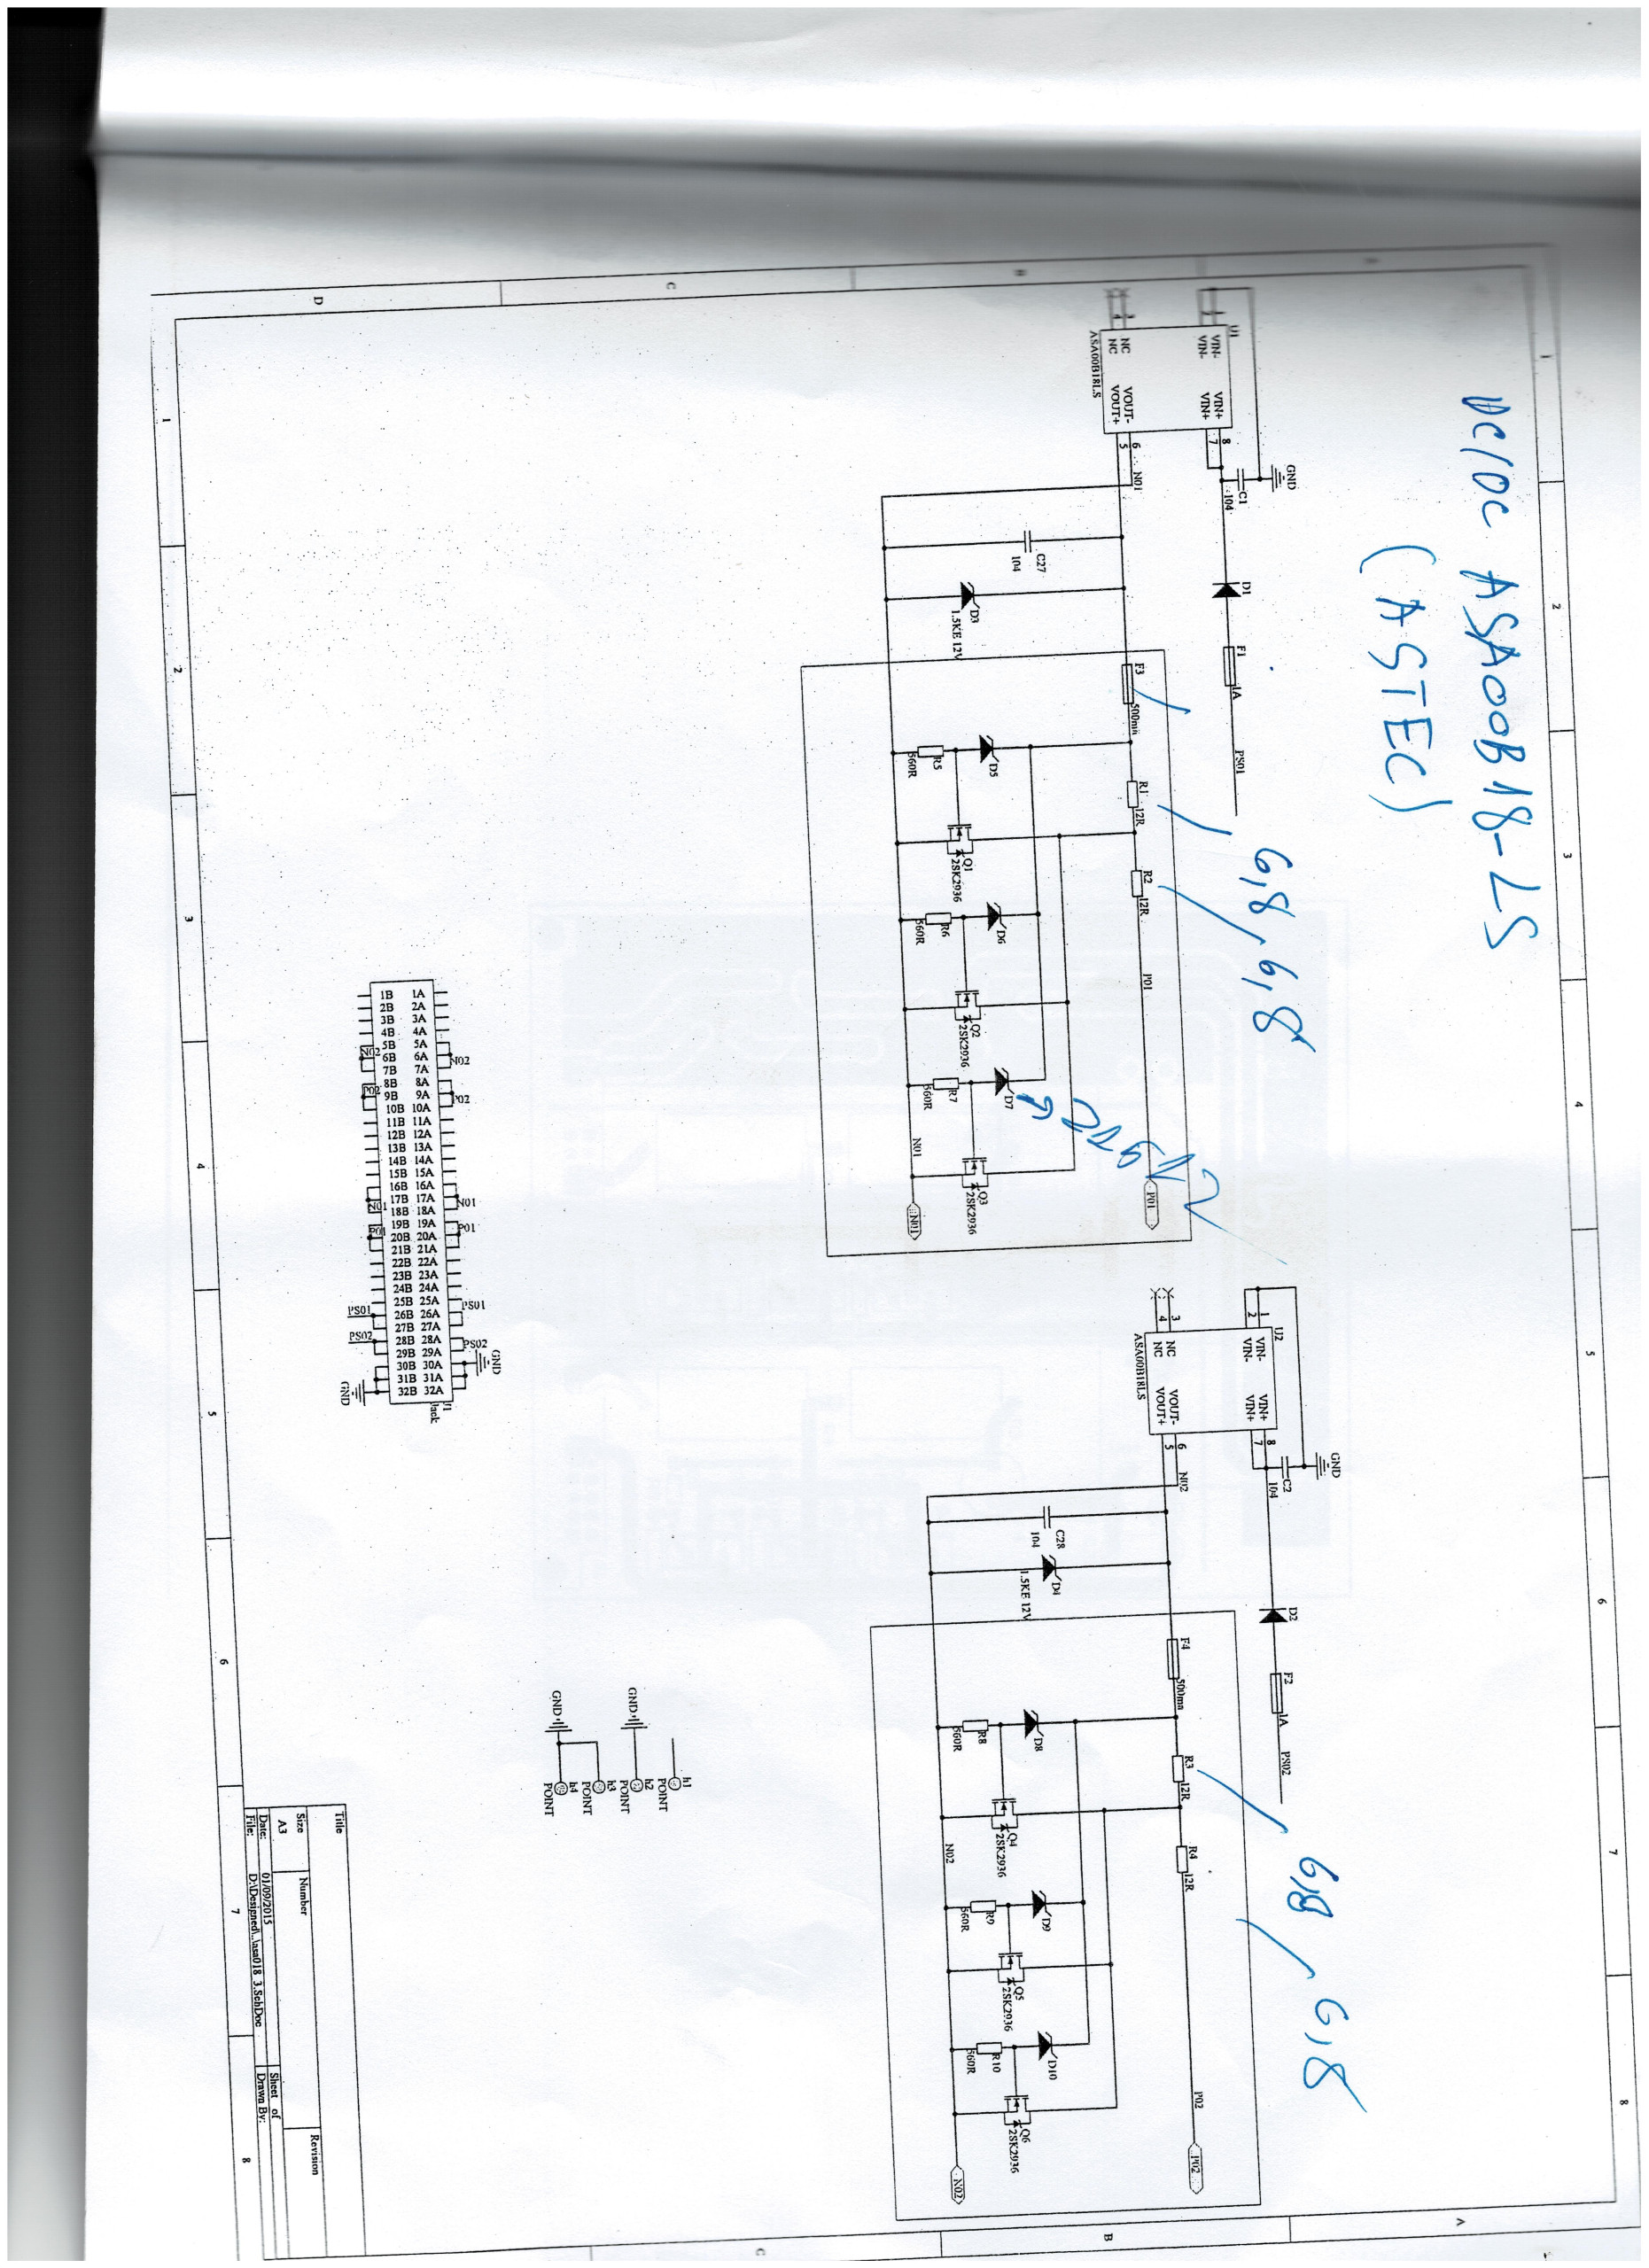 1
2
3
4
5
6
7
8
DC/DC ASA00B18-LS
(ASTEC)
A
GND
C1
104
D1
F1
1A
PS01
U1
VIN-
VIN-
VIN+
VIN+
8
7
NC
NC
VOUT-
VOUT+
6
5
N01
ASA00B18LS
6,8
6,8
F3
500ma
R1
12R
R2
12R
P01
P01
C27
104
D3
1.5KE 12V
D5
R5
560R
Q1
2SK2936
D6
R6
560R
Q2
2SK2936
D7
R7
560R
Q3
2SK2936
N01
N01
GND
C2
104
D2
F2
1A
PS02
U2
1
2
VIN-
VIN-
VIN+
VIN+
8
7
3
4
NC
NC
VOUT-
VOUT+
6
5
N02
ASA00B18LS
6,8
6,8
F4
500ma
R3
12R
R4
12R
P02
P02
C28
104
D4
1.5KE 12V
D8
R8
560R
Q4
2SK2936
D9
R9
560R
Q5
2SK2936
D10
R10
560R
Q6
2SK2936
N02
N02
B
B
C
C
h1
POINT
GND
h2
POINT
h3
POINT
GND
h4
POINT
N02
P02
N01
P01
PS01
PS02
GND
1A 2A 3A 4A 5A 6A 7A 8A 9A 10A 11A 12A 13A 14A 15A 16A 17A 18A 19A 20A 21A 22A 23A 24A 25A 26A 27A 28A 29A 30A 31A 32A
Jack
1B 2B 3B 4B 5B 6B 7B 8B 9B 10B 11B 12B 13B 14B 15B 16B 17B 18B 19B 20B 21B 22B 23B 24B 25B 26B 27B 28B 29B 30B 31B 32B
N02
P02
N01
P01
PS01
PS02
GND
D
Title
Size
A3
Number
Revision
Date:
01/09/2015
Sheet of
File:
D:\Designed\..\asa018_3.SchDoc
Drawn By:
1
2
3
4
5
6
7
8